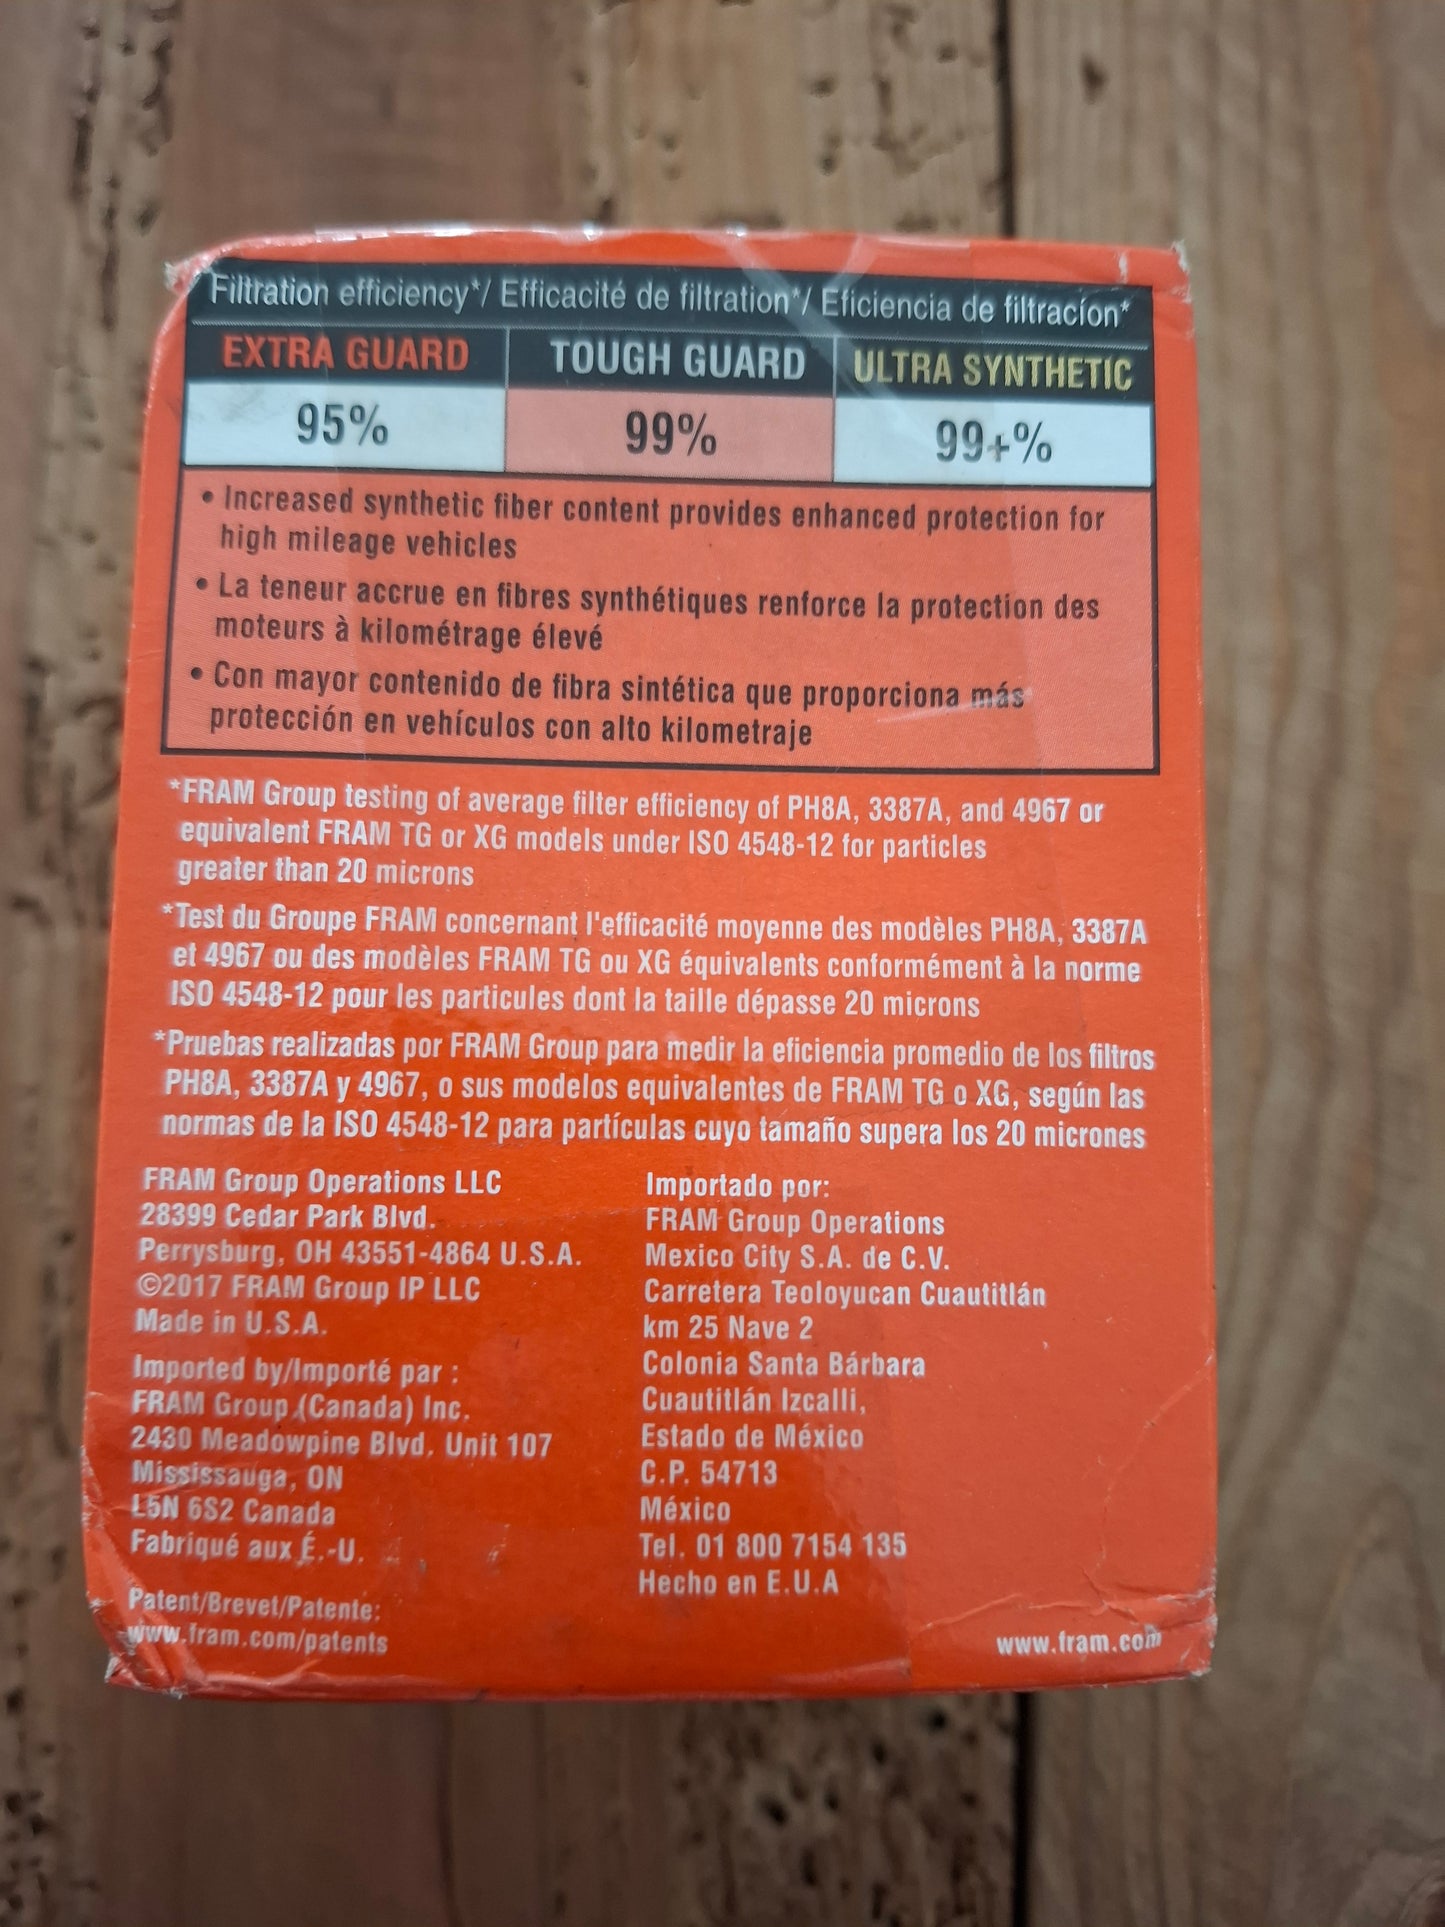 Filtration efficiency*/ Efficacité de filtration*/ Eficiencia de filtracíon*
EXTRA GUARD TOUGH GUARD ULTRA SYNTHETIC
95% 99% 99+%
• Increased synthetic fiber content provides enhanced protection for
high mileage vehicles
• La teneur accrue en fibres synthétiques renforce la protection des
moteurs à kilométrage élevé
• Con mayor contenido de fibra sintética que proporciona más
protección en vehículos con alto kilometraje
*FRAM Group testing of average filter efficiency of PH8A, 3387A, and 4967 or
equivalent FRAM TG or XG models under ISO 4548-12 for particles
greater than 20 microns
*Test du Groupe FRAM concernant l'efficacité moyenne des modèles PH8A, 3387A
et 4967 ou des modèles FRAM TG ou XG équivalents conformément à la norme
ISO 4548-12 pour les particules dont la taille dépasse 20 microns
*Pruebas realizadas por FRAM Group para medir la eficiencia promedio de los filtros
PH8A, 3387A y 4967, o sus modelos equivalentes de FRAM TG o XG, según las
normas de la ISO 4548-12 para partículas cuyo tamaño supera los 20 micrones
FRAM Group Operations LLC
28399 Cedar Park Blvd.
Perrysburg, OH 43551-4864 U.S.A.
©2017 FRAM Group IP LLC
Made in U.S.A.
Imported by/Importé par :
FRAM Group (Canada) Inc.
2430 Meadowpine Blvd. Unit 107
Mississauga, ON
L5N 6S2 Canada
Fabriqué aux É.-U.
Patent/Brevet/Patente:
www.fram.com/patents
Importado por:
FRAM Group Operations
Mexico City S.A. de C.V.
Carretera Teoloyucan Cuautitlán
km 25 Nave 2
Colonia Santa Bárbara
Cuautitlán Izcalli,
Estado de México
C.P. 54713
México
Tel. 01 800 7154 135
Hecho en E.U.A
www.fram.com